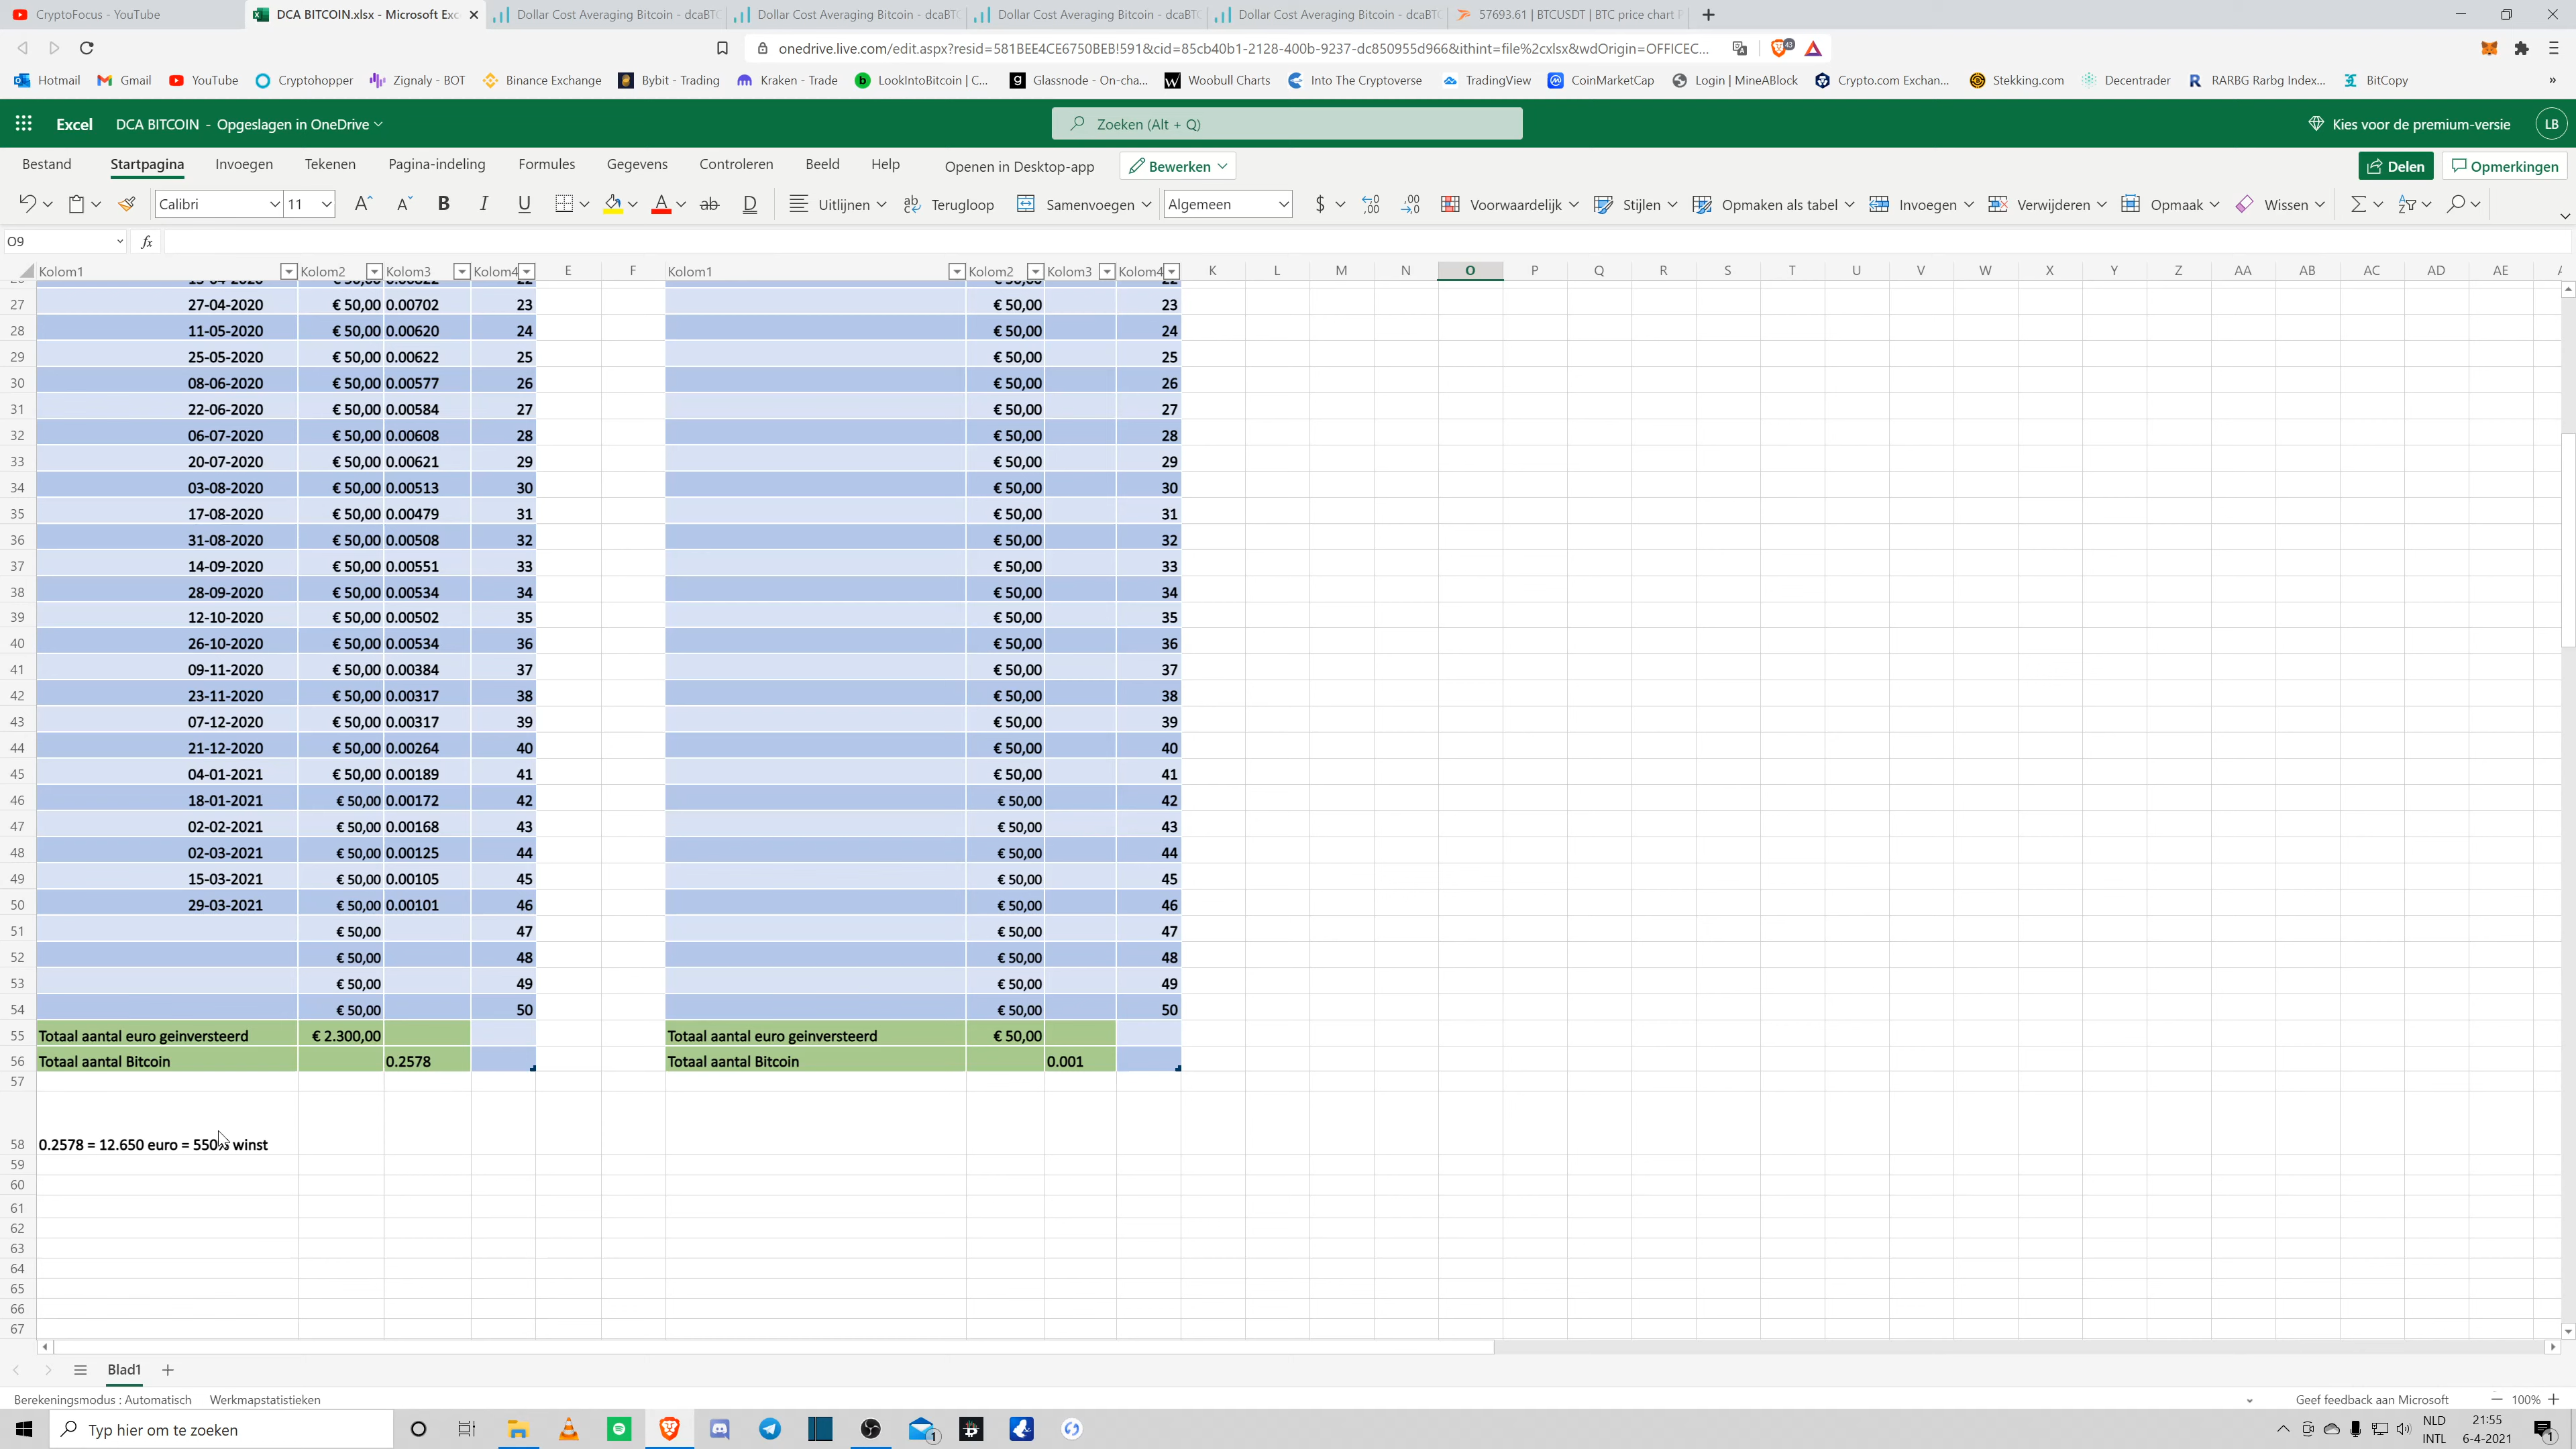 CryptoFocus - YouTube
DCA BITCOIN.xlsx - Microsoft Exc
Dollar Cost Averaging Bitcoin - dcaBTC
Dollar Cost Averaging Bitcoin - dcaBTC
Dollar Cost Averaging Bitcoin - dcaBTC
Dollar Cost Averaging Bitcoin - dcaBTC
57693.61 | BTCUSDT | BTC price chart
onedrive.live.com/edit.aspx?resid=581BEE4CE6750BEB!591&cid=85cb40b1-2128-400b-9237-dc850955d966&ithint=file%2cxlsx&wdOrigin=OFFICEC...
43
Hotmail Gmail YouTube Cryptohopper Zignaly - BOT Binance Exchange Bybit - Trading Kraken - Trade LookIntoBitcoin | C... Glassnode - On-cha... Woobull Charts Into The Cryptoverse TradingView CoinMarketCap Login | MineABlock Crypto.com Exchan... Stekking.com Decentrader RARBG Rarbg Index... BitCopy »
Excel DCA BITCOIN - Opgeslagen in OneDrive
Zoeken (Alt + Q)
Kies voor de premium-versie LB
Bestand Startpagina Invoegen Tekenen Pagina-indeling Formules Gegevens Controleren Beeld Help Openen in Desktop-app Bewerken Delen Opmerkingen
Calibri 11 B I U A ab D Uitlijnen Terugloop Samenvoegen Algemeen $ Voorwaardelijk Stijlen Opmaken als tabel Invoegen Verwijderen Opmaak Wissen
O9 fx
Kolom1 Kolom2 Kolom3 Kolom4 E F Kolom1 Kolom2 Kolom3 Kolom4 K L M N O P Q R S T U V W X Y Z AA AB AC AD AE
27 27-04-2020 € 50,00 0.00702 23 € 50,00 23
28 11-05-2020 € 50,00 0.00620 24 € 50,00 24
29 25-05-2020 € 50,00 0.00622 25 € 50,00 25
30 08-06-2020 € 50,00 0.00577 26 € 50,00 26
31 22-06-2020 € 50,00 0.00584 27 € 50,00 27
32 06-07-2020 € 50,00 0.00608 28 € 50,00 28
33 20-07-2020 € 50,00 0.00621 29 € 50,00 29
34 03-08-2020 € 50,00 0.00513 30 € 50,00 30
35 17-08-2020 € 50,00 0.00479 31 € 50,00 31
36 31-08-2020 € 50,00 0.00508 32 € 50,00 32
37 14-09-2020 € 50,00 0.00551 33 € 50,00 33
38 28-09-2020 € 50,00 0.00534 34 € 50,00 34
39 12-10-2020 € 50,00 0.00502 35 € 50,00 35
40 26-10-2020 € 50,00 0.00534 36 € 50,00 36
41 09-11-2020 € 50,00 0.00384 37 € 50,00 37
42 23-11-2020 € 50,00 0.00317 38 € 50,00 38
43 07-12-2020 € 50,00 0.00317 39 € 50,00 39
44 21-12-2020 € 50,00 0.00264 40 € 50,00 40
45 04-01-2021 € 50,00 0.00189 41 € 50,00 41
46 18-01-2021 € 50,00 0.00172 42 € 50,00 42
47 02-02-2021 € 50,00 0.00168 43 € 50,00 43
48 02-03-2021 € 50,00 0.00125 44 € 50,00 44
49 15-03-2021 € 50,00 0.00105 45 € 50,00 45
50 29-03-2021 € 50,00 0.00101 46 € 50,00 46
51 € 50,00 47 € 50,00 47
52 € 50,00 48 € 50,00 48
53 € 50,00 49 € 50,00 49
54 € 50,00 50 € 50,00 50
55 Totaal aantal euro geinversteerd € 2.300,00 Totaal aantal euro geinversteerd € 50,00
56 Totaal aantal Bitcoin 0.2578 Totaal aantal Bitcoin 0.001
57
58 0.2578 = 12.650 euro = 550% winst
59
60
61
62
63
64
65
66
67
Blad1
Berekeningsmodus : Automatisch Werkmapstatistieken Geef feedback aan Microsoft 100%
Typ hier om te zoeken
1
NLD
INTL
21:55
6-4-2021
1